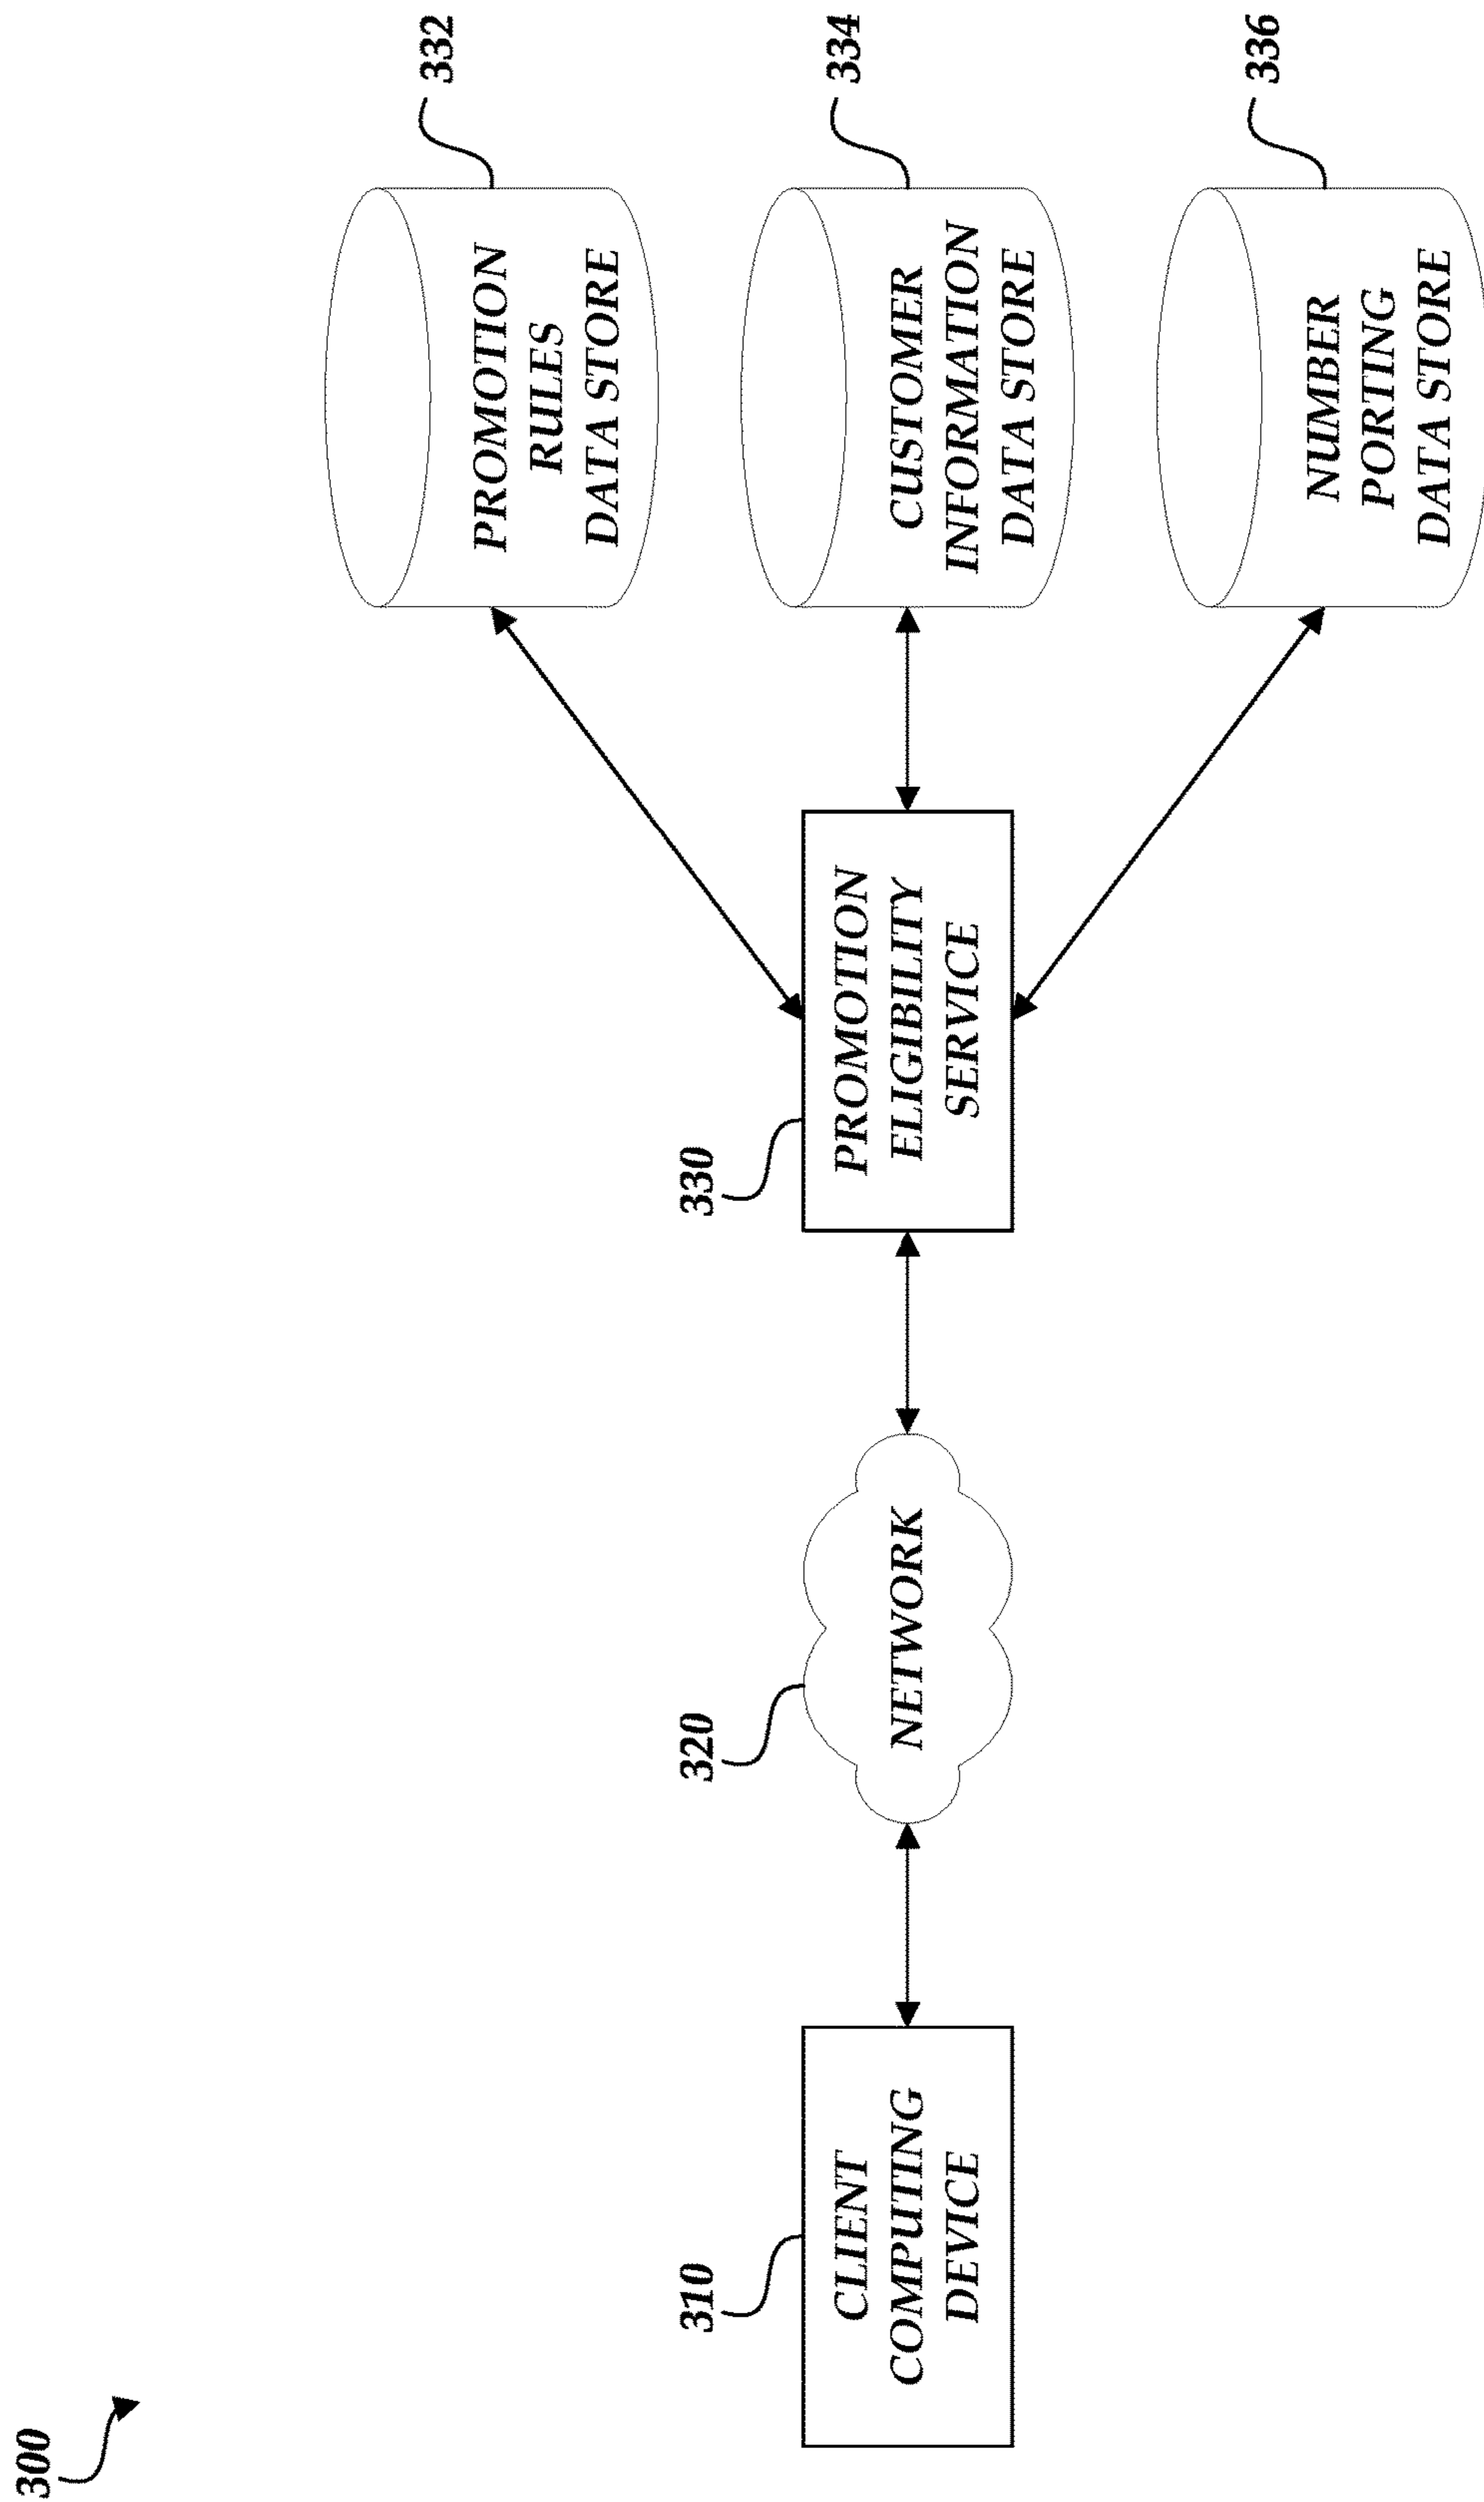 300
310
CLIENT
COMPUTING
DEVICE
320
NETWORK
330
PROMOTION
ELIGIBILITY
SERVICE
332
PROMOTION
RULES
DATA STORE
334
CUSTOMER
INFORMATION
DATA STORE
336
NUMBER
PORTING
DATA STORE